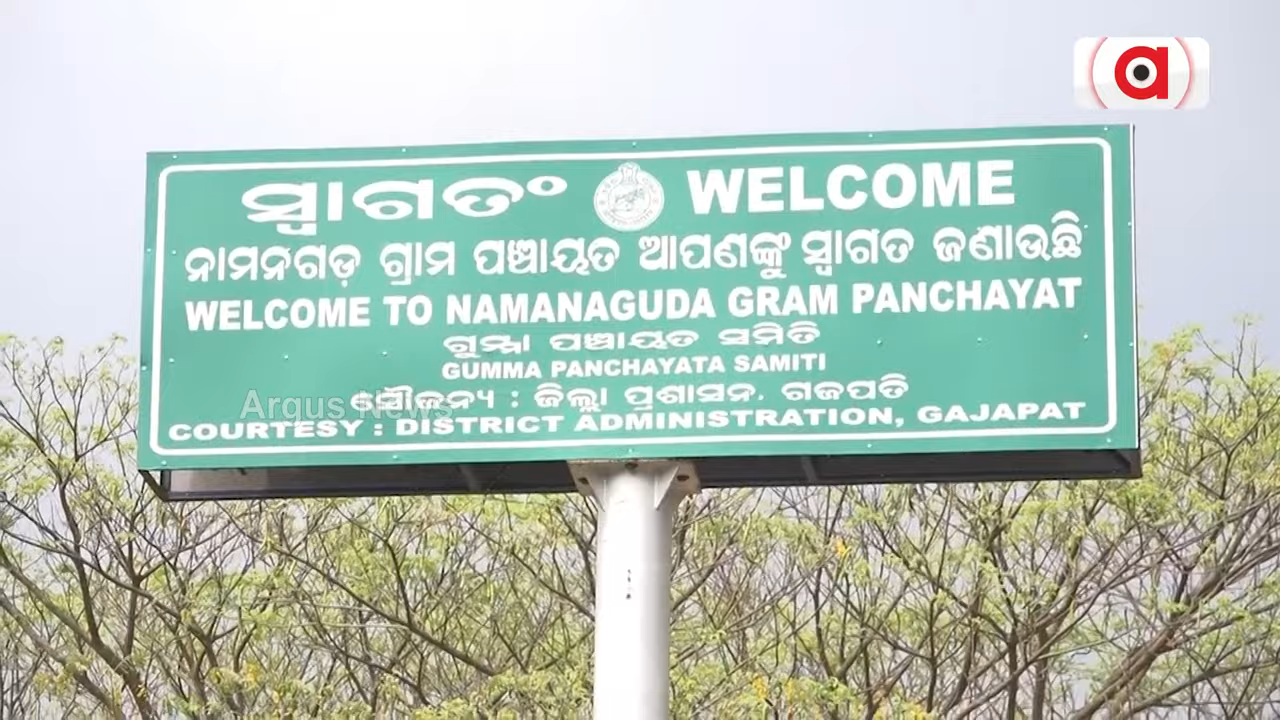 ସ୍ୱାଗତଂ WELCOME
ନାମନଗଡ଼ ଗ୍ରାମ ପଞ୍ଚାୟତ ଆପଣଙ୍କୁ ସ୍ୱାଗତ ଜଣାଉଛି
WELCOME TO NAMANAGUDA GRAM PANCHAYAT
ଗୁମ୍ମା ପଞ୍ଚାୟତ ସମିତି
GUMMA PANCHAYATA SAMITI
ସୌଜନ୍ୟ : ଜିଲ୍ଲା ପ୍ରଶାସନ, ଗଜପତି
Argus News
COURTESY : DISTRICT ADMINISTRATION, GAJAPAT